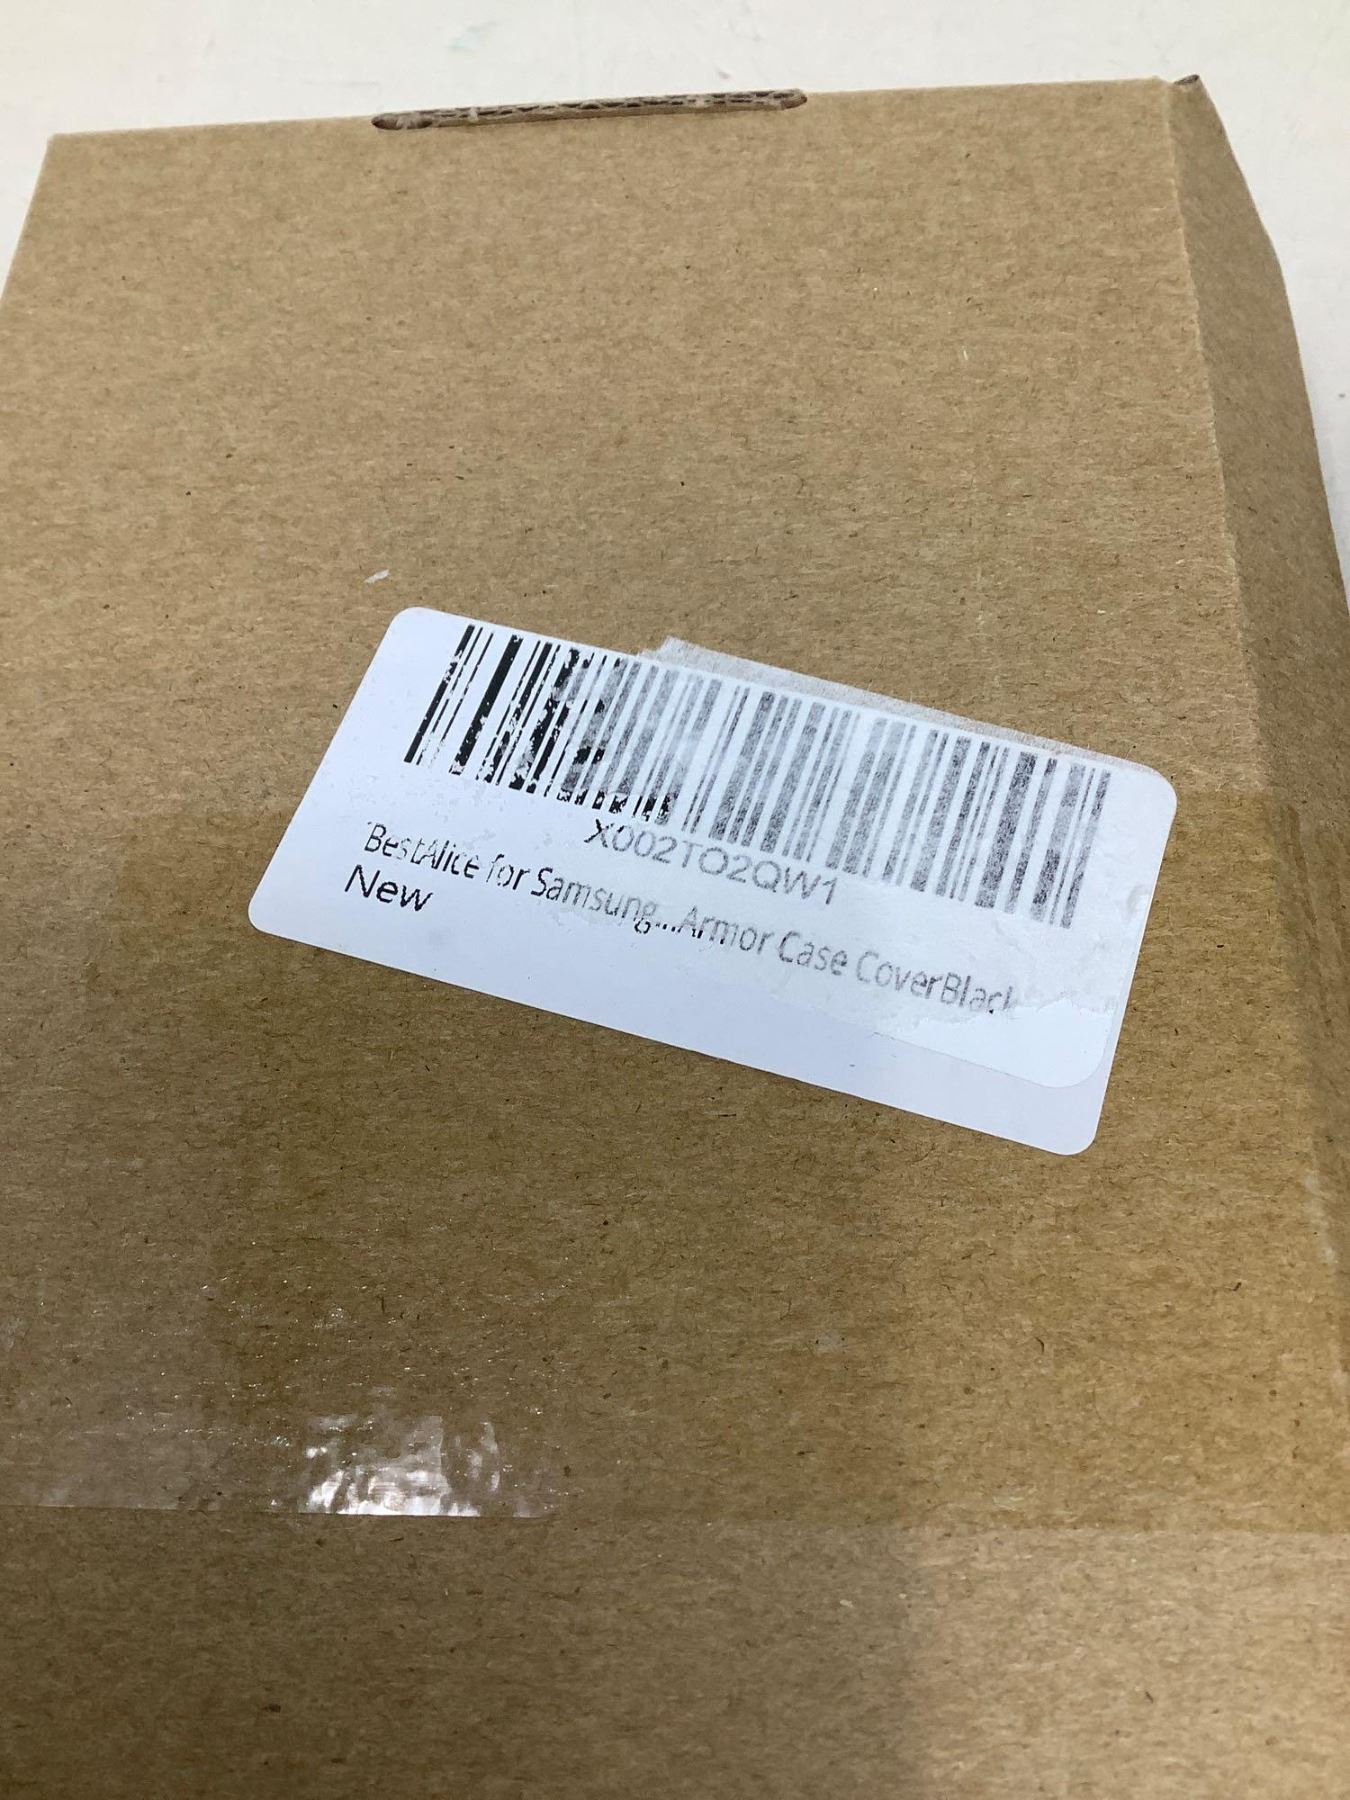 X002TO2QW1
BestAlice for Samsung...Armor Case CoverBlack
New